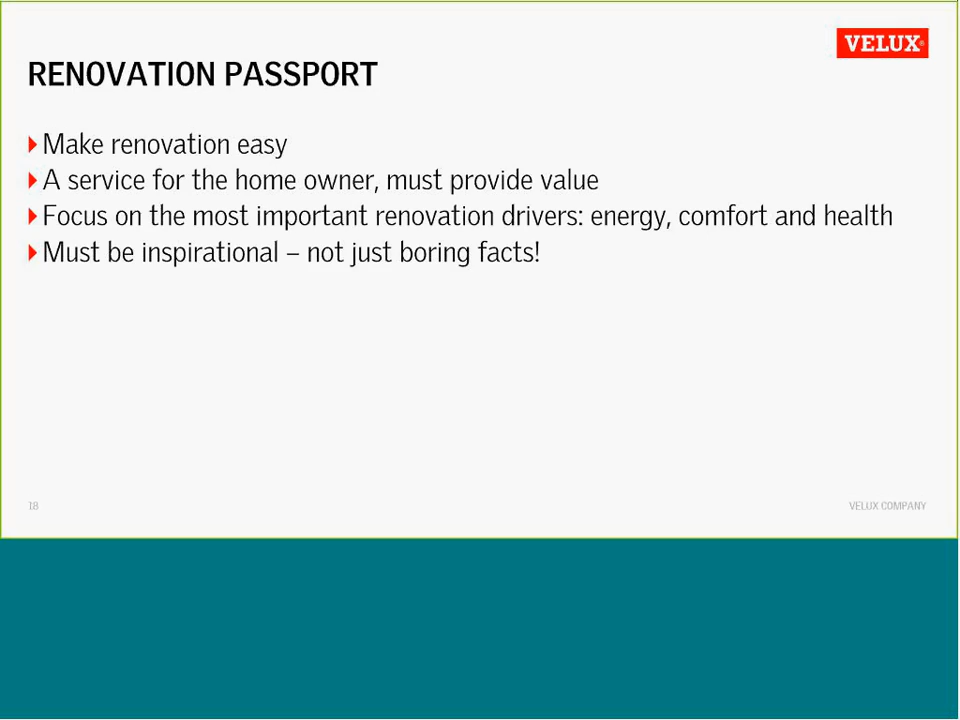 VELUX®
RENOVATION PASSPORT
Make renovation easy
A service for the home owner, must provide value
Focus on the most important renovation drivers: energy, comfort and health
Must be inspirational – not just boring facts!
18
VELUX COMPANY